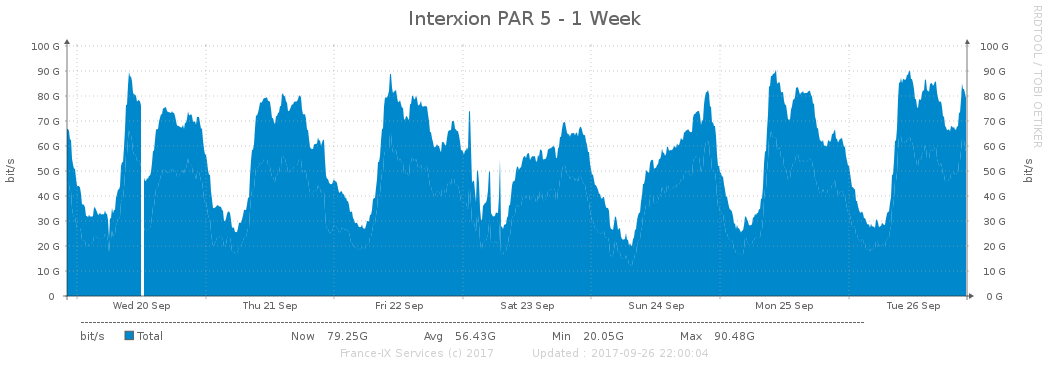 Interxion PAR 5 - 1 Week
RRDTOOL / TOBI OETIKER
bit/s
100 G
90 G
80 G
70 G
60 G
50 G
40 G
30 G
20 G
10 G
0
100 G
90 G
80 G
70 G
60 G
50 G
40 G
30 G
20 G
10 G
0 G
bit/s
Wed 20 Sep Thu 21 Sep Fri 22 Sep Sat 23 Sep Sun 24 Sep Mon 25 Sep Tue 26 Sep
bit/s Total Now 79.25G Avg 56.43G Min 20.05G Max 90.48G
France-IX Services (c) 2017 Updated : 2017-09-26 22:00:04